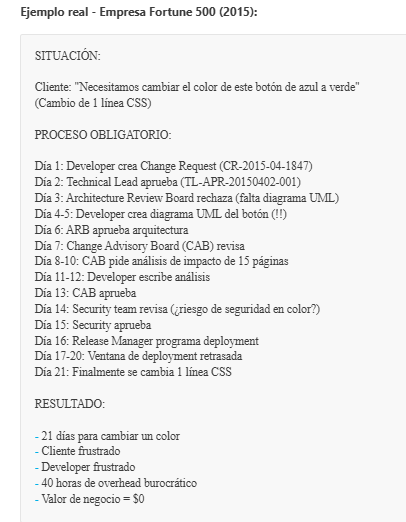 Ejemplo real - Empresa Fortune 500 (2015):
SITUACIÓN:
Cliente: "Necesitamos cambiar el color de este botón de azul a verde"
(Cambio de 1 línea CSS)
PROCESO OBLIGATORIO:
Día 1: Developer crea Change Request (CR-2015-04-1847)
Día 2: Technical Lead aprueba (TL-APR-20150402-001)
Día 3: Architecture Review Board rechaza (falta diagrama UML)
Día 4-5: Developer crea diagrama UML del botón (!!)
Día 6: ARB aprueba arquitectura
Día 7: Change Advisory Board (CAB) revisa
Día 8-10: CAB pide análisis de impacto de 15 páginas
Día 11-12: Developer escribe análisis
Día 13: CAB aprueba
Día 14: Security team revisa (¿riesgo de seguridad en color?)
Día 15: Security aprueba
Día 16: Release Manager programa deployment
Día 17-20: Ventana de deployment retrasada
Día 21: Finalmente se cambia 1 línea CSS
RESULTADO:
- 21 días para cambiar un color
- Cliente frustrado
- Developer frustrado
- 40 horas de overhead burocrático
- Valor de negocio = $0